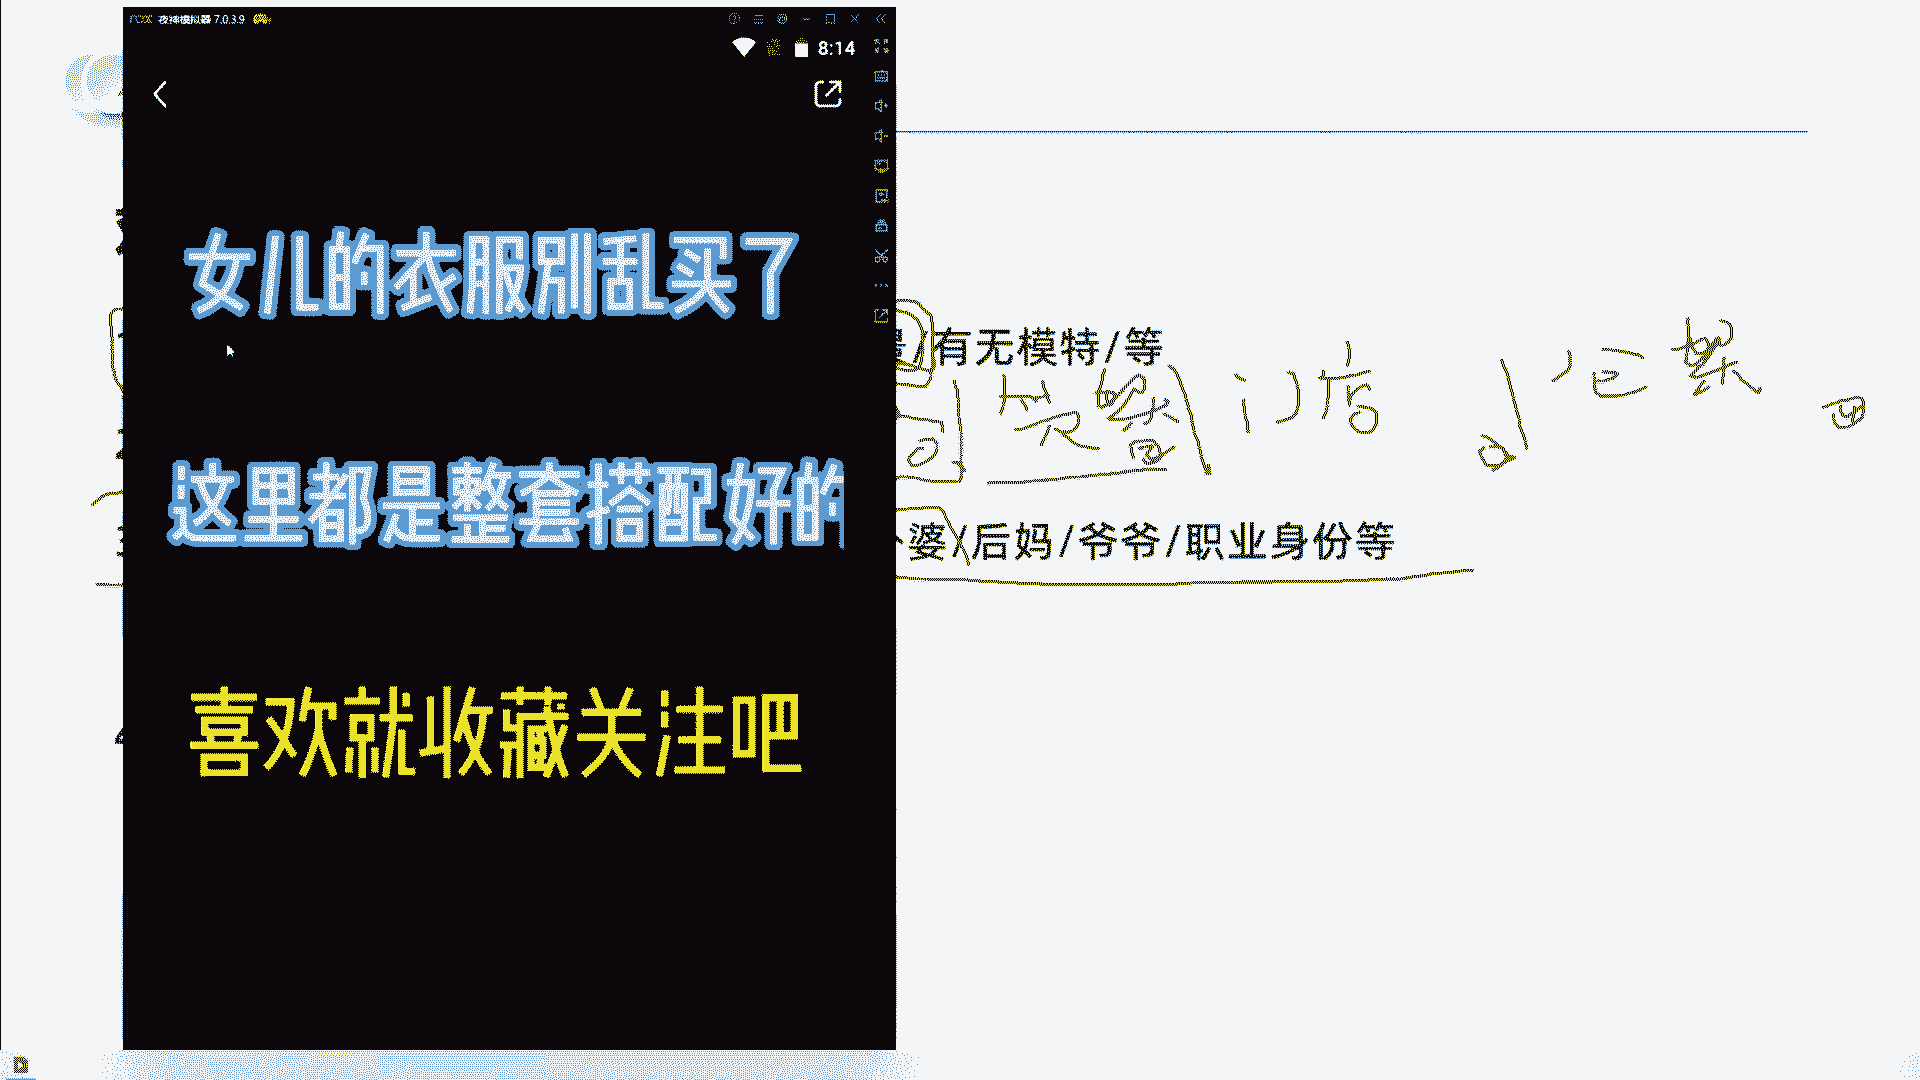 夜神模拟器 7.0.3.9
8:14
女儿的衣服别乱买了
这里都是整套搭配好的
喜欢就收藏关注吧
/有无模特/等
门店
婆/后妈/爷爷/职业身份等